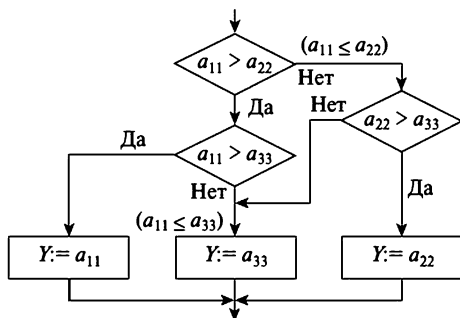 (a₁₁ ≤ a₂₂)
a₁₁ > a₂₂
Нет
Да
Нет
a₂₂ > a₃₃
Да
a₁₁ > a₃₃
Нет
Да
(a₁₁ ≤ a₃₃)
Y:= a₁₁
Y:= a₃₃
Y:= a₂₂